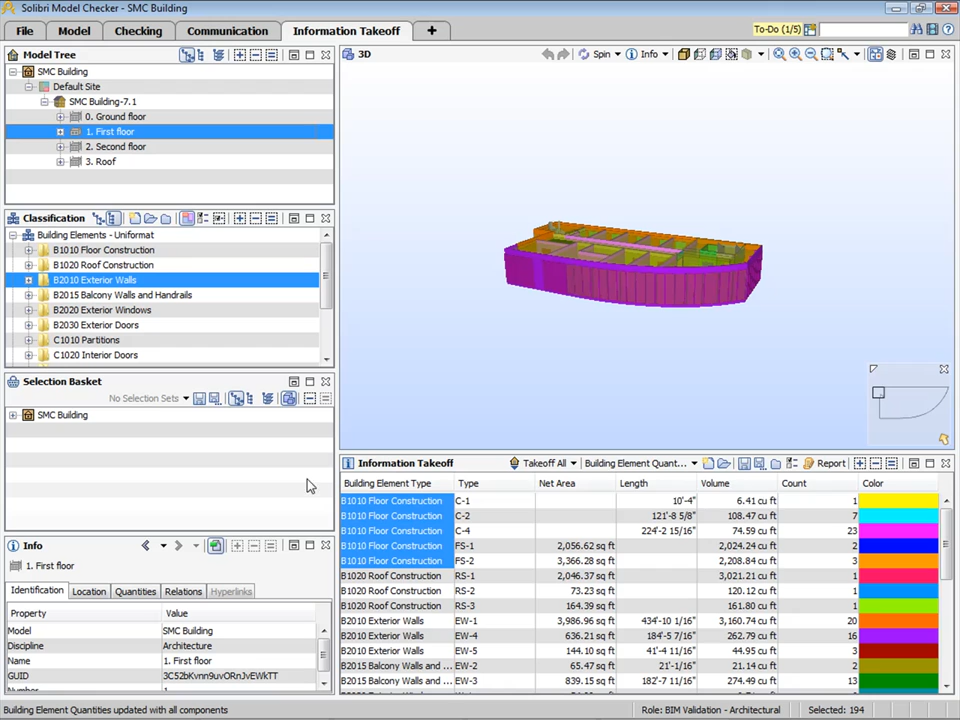 Solibri Model Checker - SMC Building
File Model Checking Communication Information Takeoff + To-Do (1/5)
Model Tree
SMC Building
Default Site
SMC Building-7.1
0. Ground floor
1. First floor
2. Second floor
3. Roof
Classification
Building Elements - Uniformat
B1010 Floor Construction
B1020 Roof Construction
B2010 Exterior Walls
B2015 Balcony Walls and Handrails
B2020 Exterior Windows
B2030 Exterior Doors
C1010 Partitions
C1020 Interior Doors
Selection Basket
No Selection Sets
SMC Building
Info
1. First floor
Identification Location Quantities Relations Hyperlinks
Property Value
Model SMC Building
Discipline Architecture
Name 1. First floor
GUID 3C52bKvnn9uvORnJvEWkTT
Number 1
3D Spin Info
Information Takeoff Takeoff All Building Element Quant... Report
Building Element Type Type Net Area Length Volume Count Color
B1010 Floor Construction C-1 10'-4" 6.41 cu ft 1
B1010 Floor Construction C-2 121'-8 5/8" 108.47 cu ft 7
B1010 Floor Construction C-4 224'-2 1/16" 74.59 cu ft 23
B1010 Floor Construction FS-1 2,056.62 sq ft 2,024.24 cu ft 2
B1010 Floor Construction FS-2 3,366.28 sq ft 2,208.84 cu ft 3
B1020 Roof Construction RS-1 2,046.37 sq ft 3,021.21 cu ft 1
B1020 Roof Construction RS-2 73.23 sq ft 120.12 cu ft 1
B1020 Roof Construction RS-3 164.39 sq ft 161.80 cu ft 1
B2010 Exterior Walls EW-1 3,986.96 sq ft 434'-10 1/16" 3,160.74 cu ft 20
B2010 Exterior Walls EW-4 636.21 sq ft 184'-5 7/16" 262.79 cu ft 16
B2010 Exterior Walls EW-5 144.10 sq ft 41'-4 11/16" 44.95 cu ft 3
B2015 Balcony Walls and ... EW-2 65.47 sq ft 21'-1/16" 21.14 cu ft 2
B2015 Balcony Walls and ... EW-3 839.15 sq ft 182'-7 11/16" 274.49 cu ft 13
Building Element Quantities updated with all components Role: BIM Validation - Architectural Selected: 194